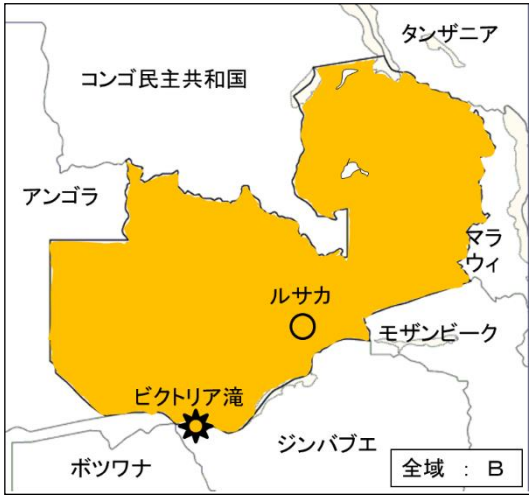 タンザニア
コンゴ民主共和国
アンゴラ
マラ
ウィ
ルサカ
モザンビーク
ビクトリア滝
ジンバブエ
ボツワナ
全域 : B